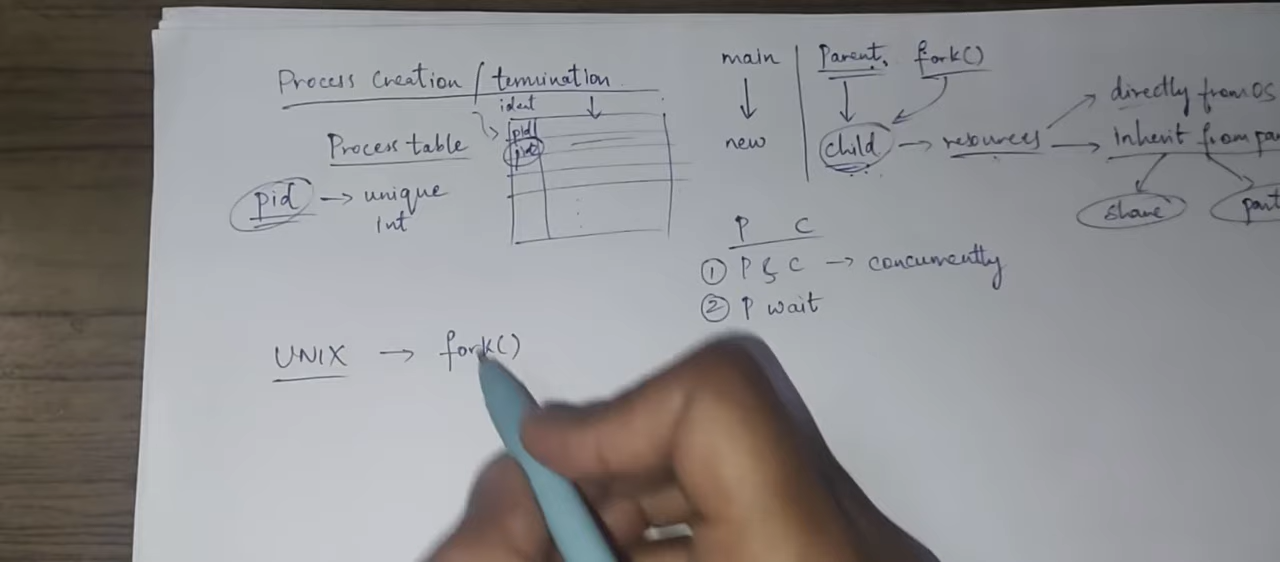 Process Creation / termination
ident
pid
Process table
pid → unique
Int
main
new
Parent, fork()
child → resources →
directly from OS
Inherit from pa
share
P C
① P & C → concurrently
② P wait
UNIX → fork()